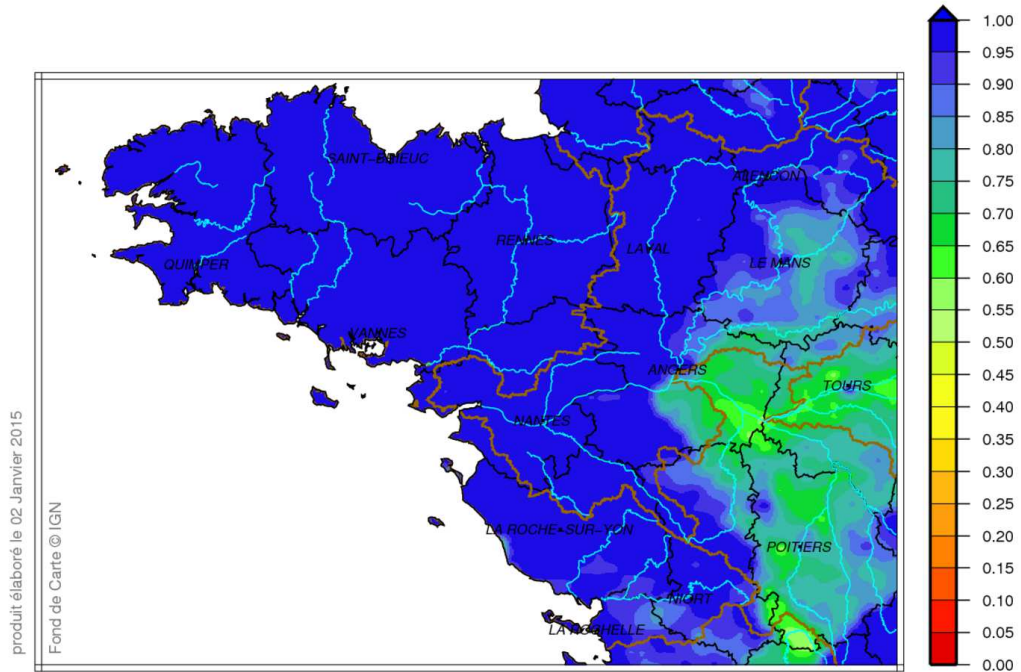 produit élaboré le 02 Janvier 2015
Fond de Carte © IGN
SAINT-BRIEUC
ALENCON
RENNES
LAVAL
QUIMPER
LE MANS
VANNES
ANGERS
TOURS
NANTES
LA ROCHE-SUR-YON
POITIERS
NIORT
LA ROCHELLE
1.00
0.95
0.90
0.85
0.80
0.75
0.70
0.65
0.60
0.55
0.50
0.45
0.40
0.35
0.30
0.25
0.20
0.15
0.10
0.05
0.00